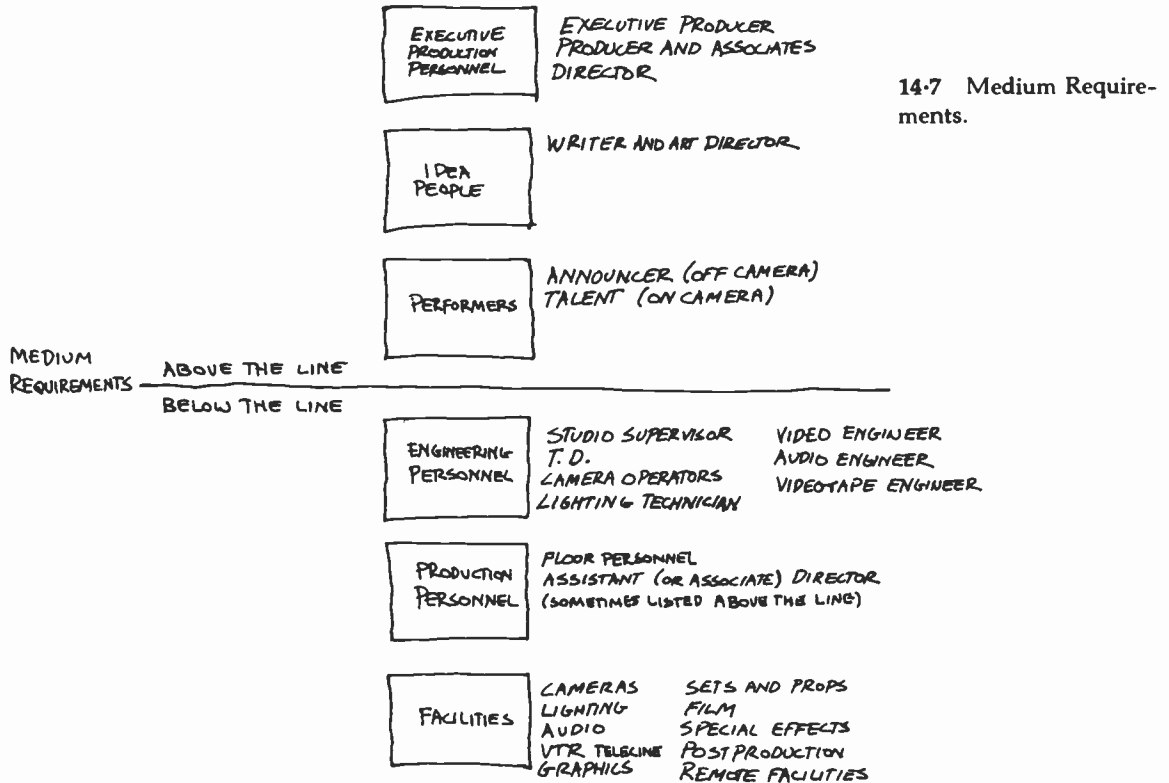 EXECUTIVE
PRODUCTION
PERSONNEL
EXECUTIVE PRODUCER
PRODUCER AND ASSOCIATES
DIRECTOR
14·7 Medium Require-
ments.
IDEA
PEOPLE
WRITER AND ART DIRECTOR
PERFORMERS
ANNOUNCER (OFF CAMERA)
TALENT (ON CAMERA)
MEDIUM
REQUIREMENTS
ABOVE THE LINE
BELOW THE LINE
ENGINEERING
PERSONNEL
STUDIO SUPERVISOR
T.D.
CAMERA OPERATORS
LIGHTING TECHNICIAN
VIDEO ENGINEER
AUDIO ENGINEER
VIDEOTAPE ENGINEER
PRODUCTION
PERSONNEL
FLOOR PERSONNEL
ASSISTANT (OR ASSOCIATE) DIRECTOR
(SOMETIMES LISTED ABOVE THE LINE)
FACILITIES
CAMERAS
LIGHTING
AUDIO
VTR TELECINE
GRAPHICS
SETS AND PROPS
FILM
SPECIAL EFFECTS
POSTPRODUCTION
REMOTE FACILITIES